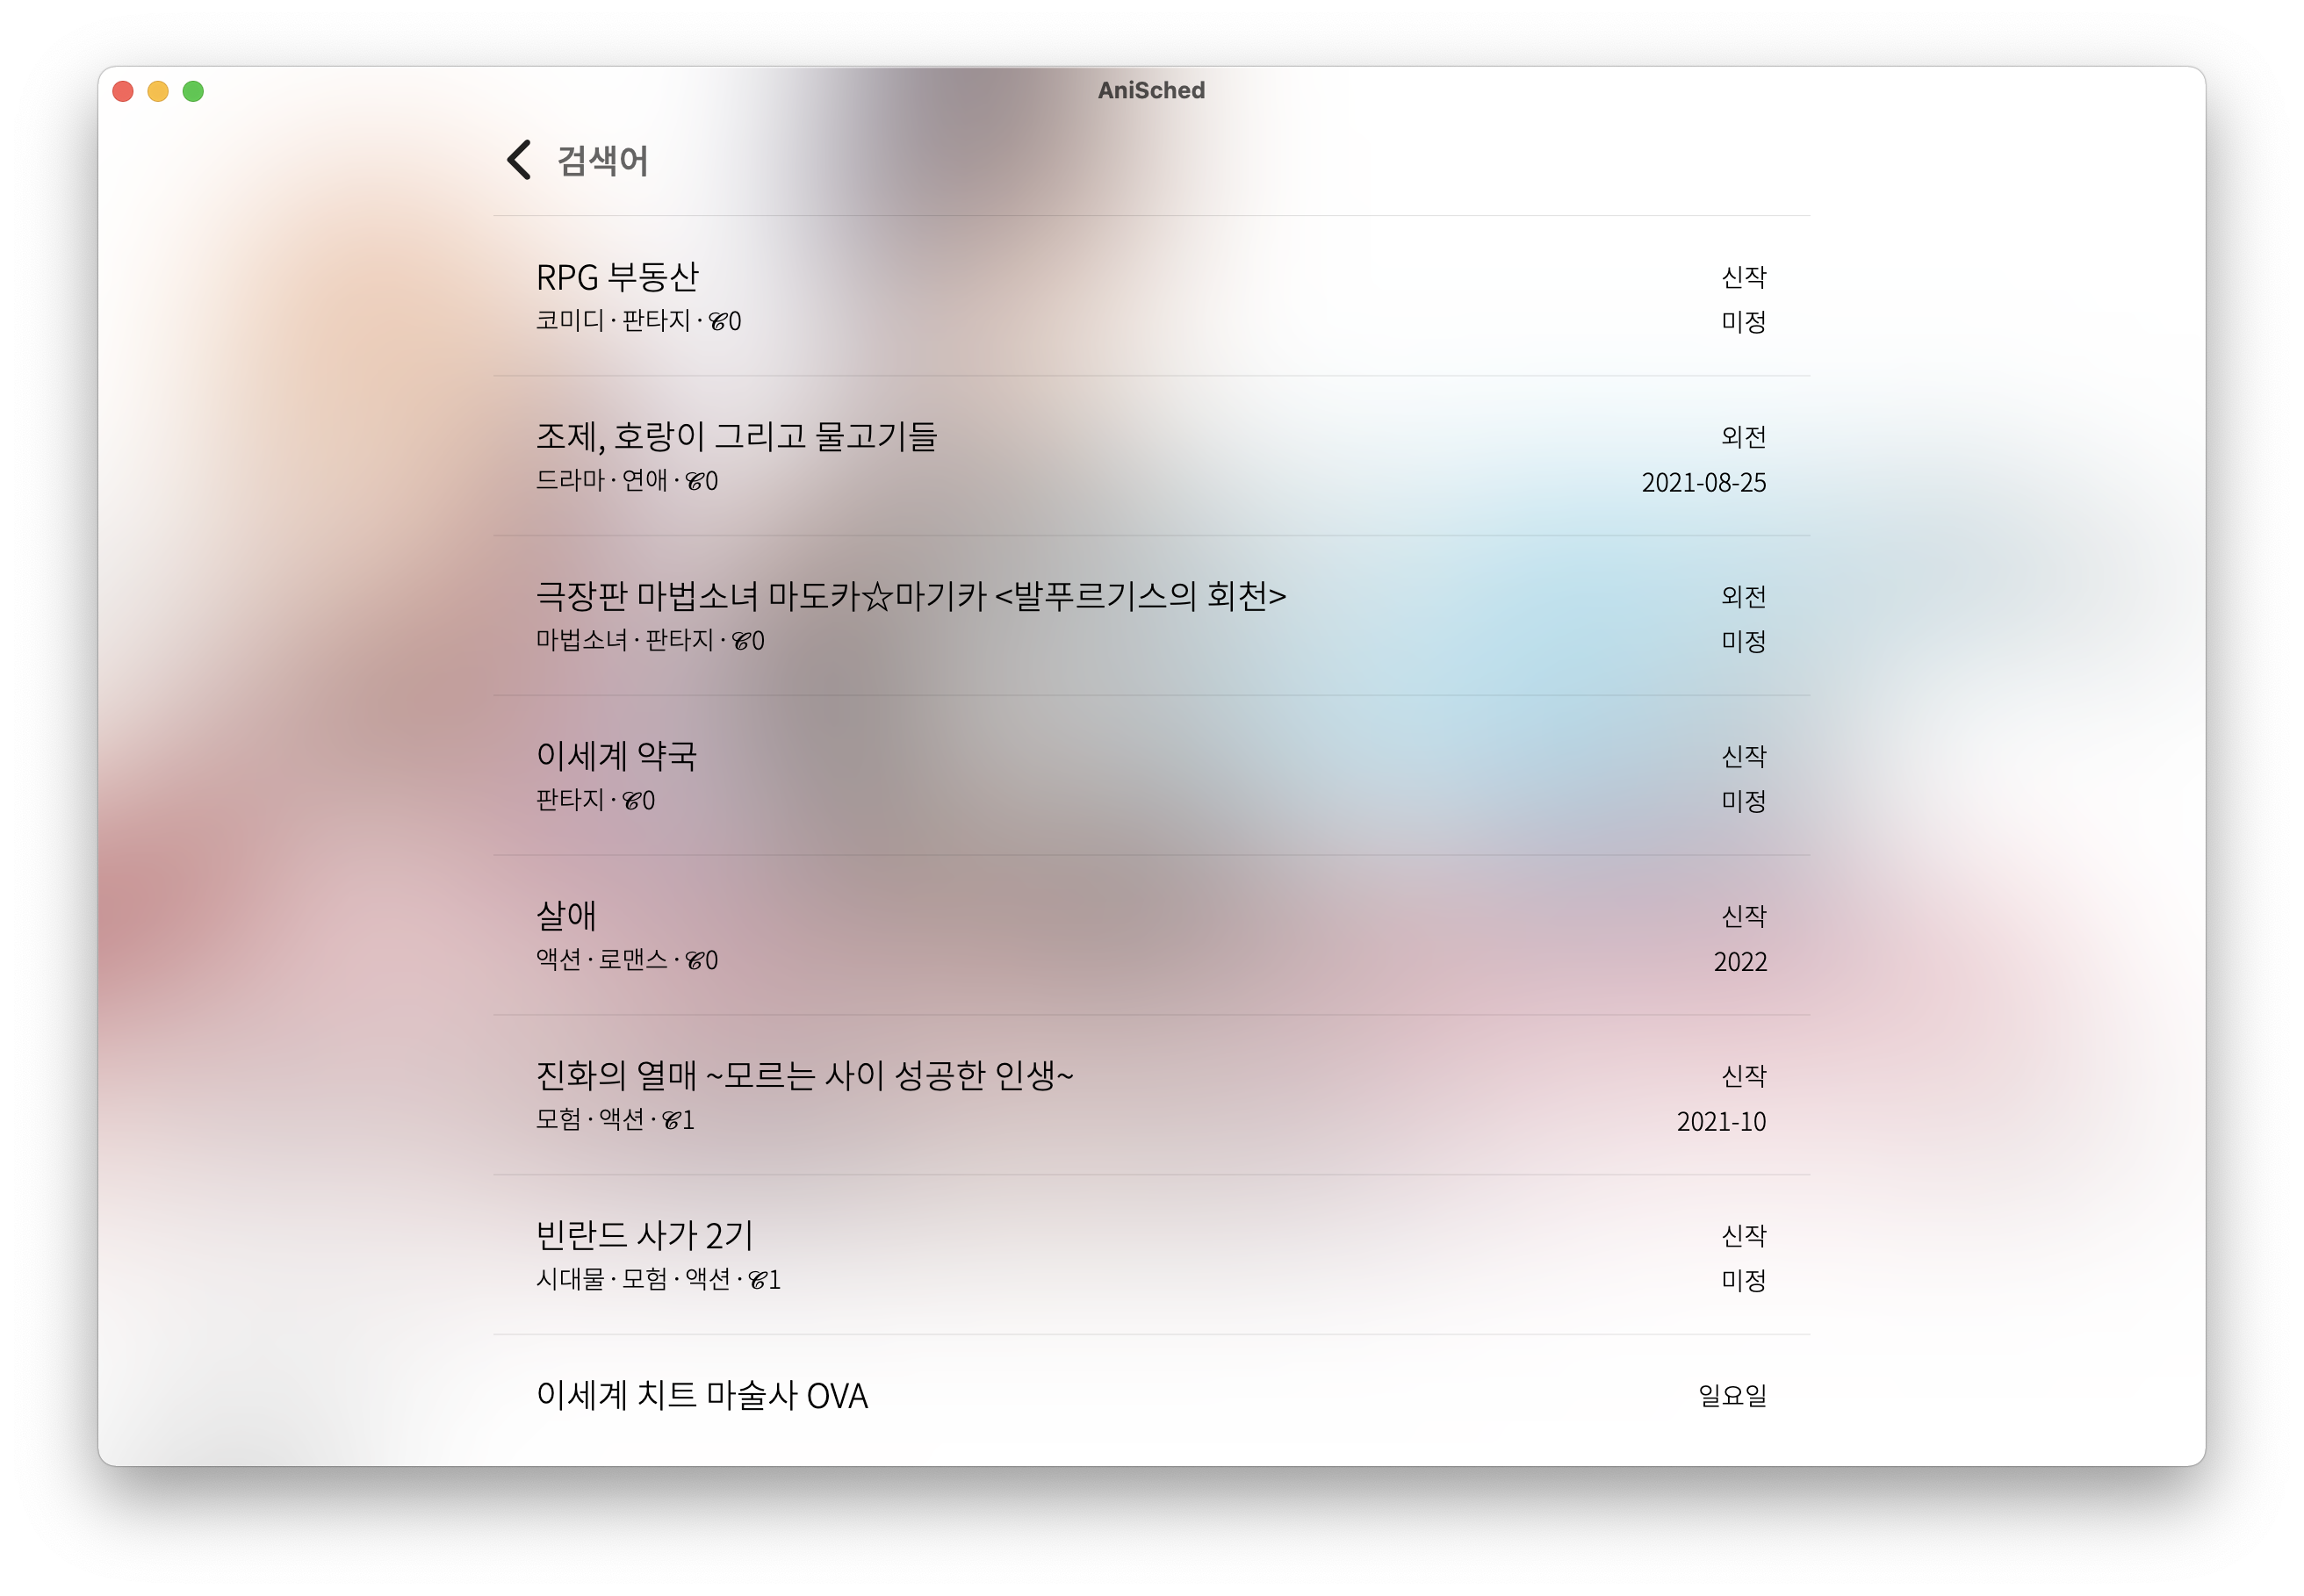 AniSched
검색어
RPG 부동산
신작
코미디 · 판타지 · 𝒞0
미정
조제, 호랑이 그리고 물고기들
외전
드라마 · 연애 · 𝒞0
2021-08-25
극장판 마법소녀 마도카☆마기카 <발푸르기스의 회천>
외전
마법소녀 · 판타지 · 𝒞0
미정
이세계 약국
신작
판타지 · 𝒞0
미정
살애
신작
액션 · 로맨스 · 𝒞0
2022
진화의 열매 ~모르는 사이 성공한 인생~
신작
모험 · 액션 · 𝒞1
2021-10
빈란드 사가 2기
신작
시대물 · 모험 · 액션 · 𝒞1
미정
이세계 치트 마술사 OVA
일요일